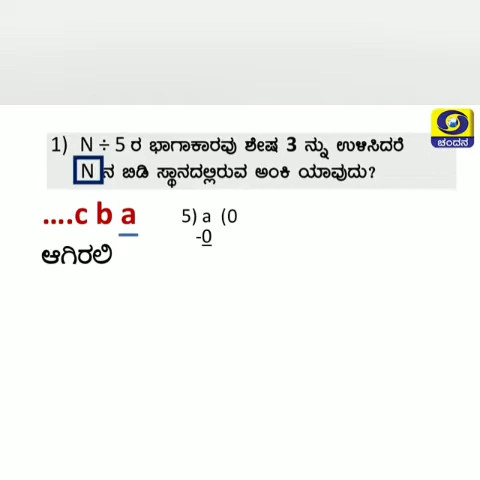 ಚಂದನ
1) N ÷ 5 ರ ಭಾಗಾಕಾರವು ಶೇಷ 3 ನ್ನು ಉಳಿಸಿದರೆ
N ನ ಬಿಡಿ ಸ್ಥಾನದಲ್ಲಿರುವ ಅಂಕಿ ಯಾವುದು?
....c b a
5) a (0
-0
ಆಗಿರಲಿ